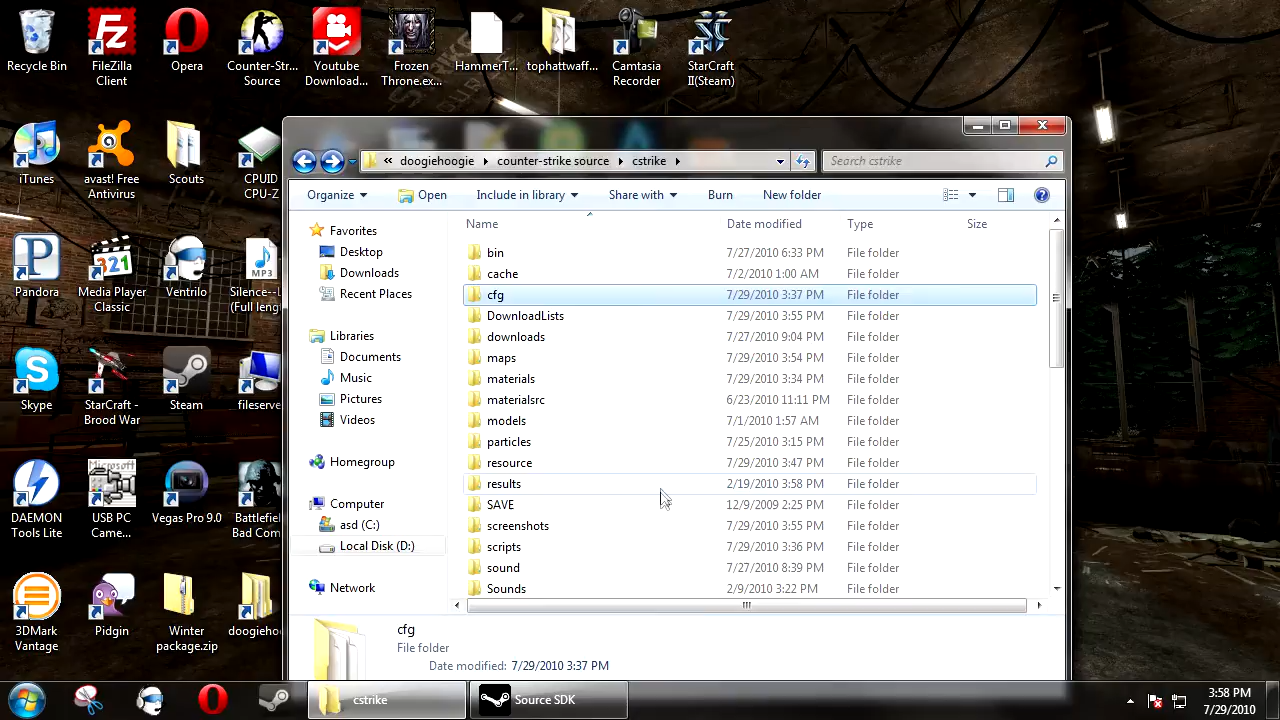 Recycle Bin
FileZilla
Client
Opera
Counter-Str...
Source
Youtube
Download...
Frozen
Throne.ex...
HammerT...
tophattwaff...
Camtasia
Recorder
StarCraft
II(Steam)
iTunes
avast! Free
Antivirus
Scouts
CPUID
CPU-Z
Pandora
Media Player
Classic
Ventrilo
MP3
Silence--
(Full leng
Skype
StarCraft -
Brood War
Steam
fileserve
DAEMON
Tools Lite
Microsoft
USB PC
Came...
Vegas Pro 9.0
Battlefiel
Bad Com
3DMark
Vantage
Pidgin
Winter
package.zip
doogieho
« doogiehoogie counter-strike source cstrike
Search cstrike
Organize Open Include in library Share with Burn New folder
Favorites
Desktop
Downloads
Recent Places
Libraries
Documents
Music
Pictures
Videos
Homegroup
Computer
asd (C:)
Local Disk (D:)
Network
Name Date modified Type Size
bin 7/27/2010 6:33 PM File folder
cache 7/2/2010 1:00 AM File folder
cfg 7/29/2010 3:37 PM File folder
DownloadLists 7/29/2010 3:55 PM File folder
downloads 7/27/2010 9:04 PM File folder
maps 7/29/2010 3:54 PM File folder
materials 7/29/2010 3:34 PM File folder
materialsrc 6/23/2010 11:11 PM File folder
models 7/1/2010 1:57 AM File folder
particles 7/25/2010 3:15 PM File folder
resource 7/29/2010 3:47 PM File folder
results 2/19/2010 3:58 PM File folder
SAVE 12/9/2009 2:25 PM File folder
screenshots 7/29/2010 3:55 PM File folder
scripts 7/29/2010 3:36 PM File folder
sound 7/27/2010 8:39 PM File folder
Sounds 2/9/2010 3:22 PM File folder
cfg
File folder
Date modified: 7/29/2010 3:37 PM
cstrike
Source SDK
3:58 PM
7/29/2010